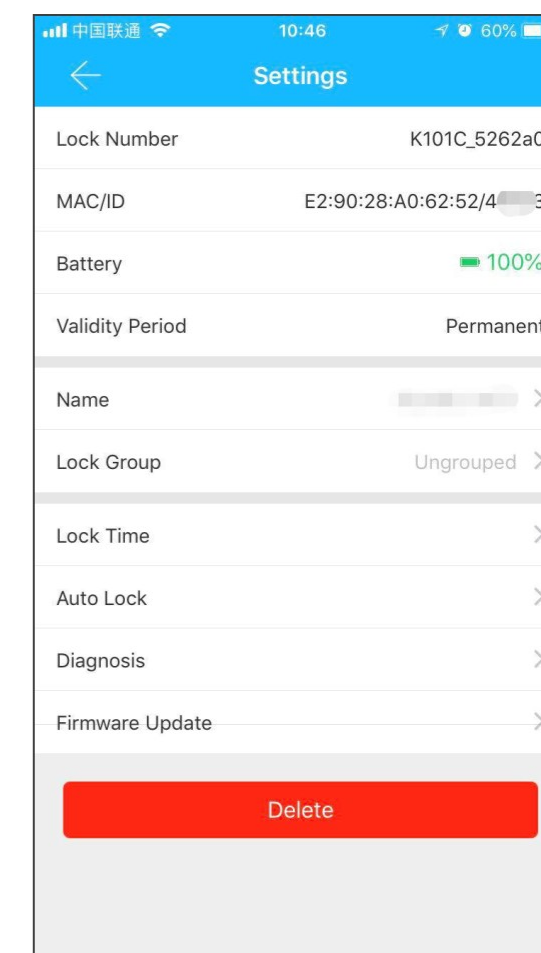 中国联通 10:46 60%
Settings
Lock Number K101C_5262a0
MAC/ID E2:90:28:A0:62:52/4
Battery 100%
Validity Period Permanent
Name
Lock Group Ungrouped
Lock Time
Auto Lock
Diagnosis
Firmware Update
Delete